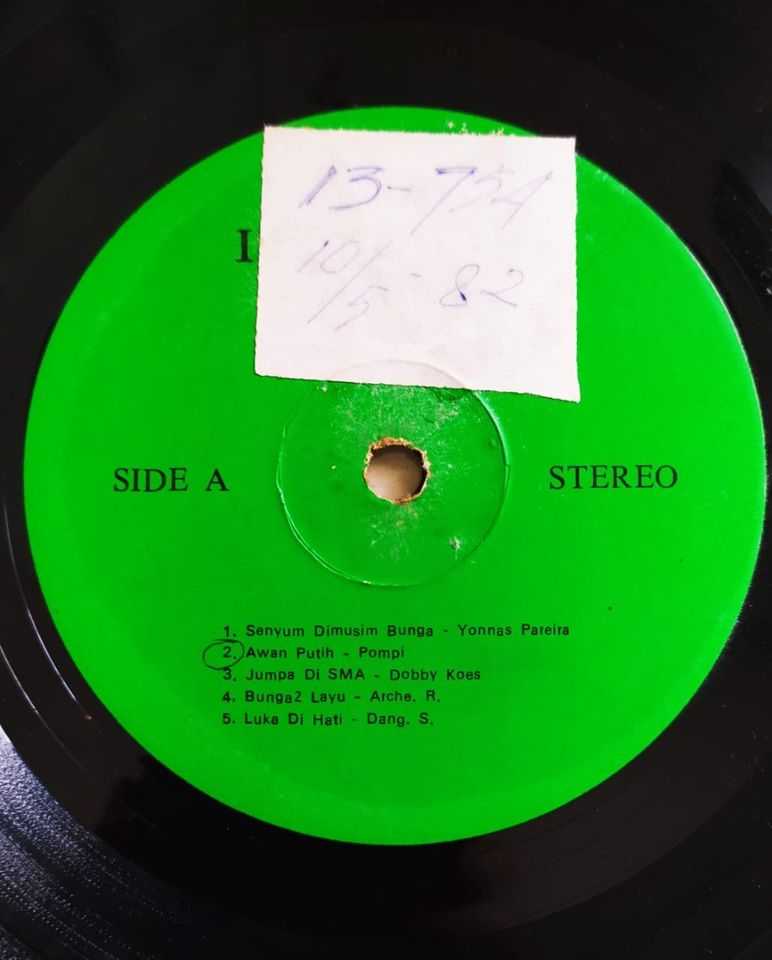 13-754
I
10/5-82
SIDE A
STEREO
1. Senyum Dimusim Bunga - Yonnas Pareira
2. Awan Putih - Pompi
3. Jumpa Di SMA - Dobby Koes
4. Bunga2 Layu - Arche. R.
5. Luka Di Hati - Dang. S.